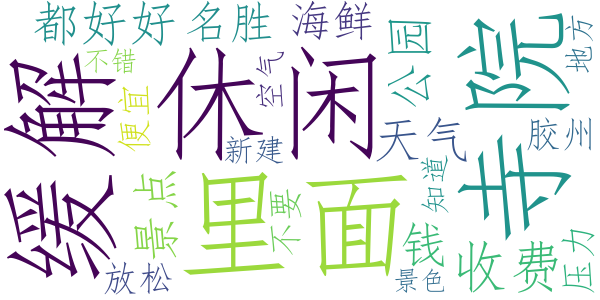 都好好
名胜
海鲜
不错
缓解
休闲
空气
公园
寺院
地方
便宜
新建
天气
胶州
景点
里面
不要
知道
钱
收费
压力
放松
景色